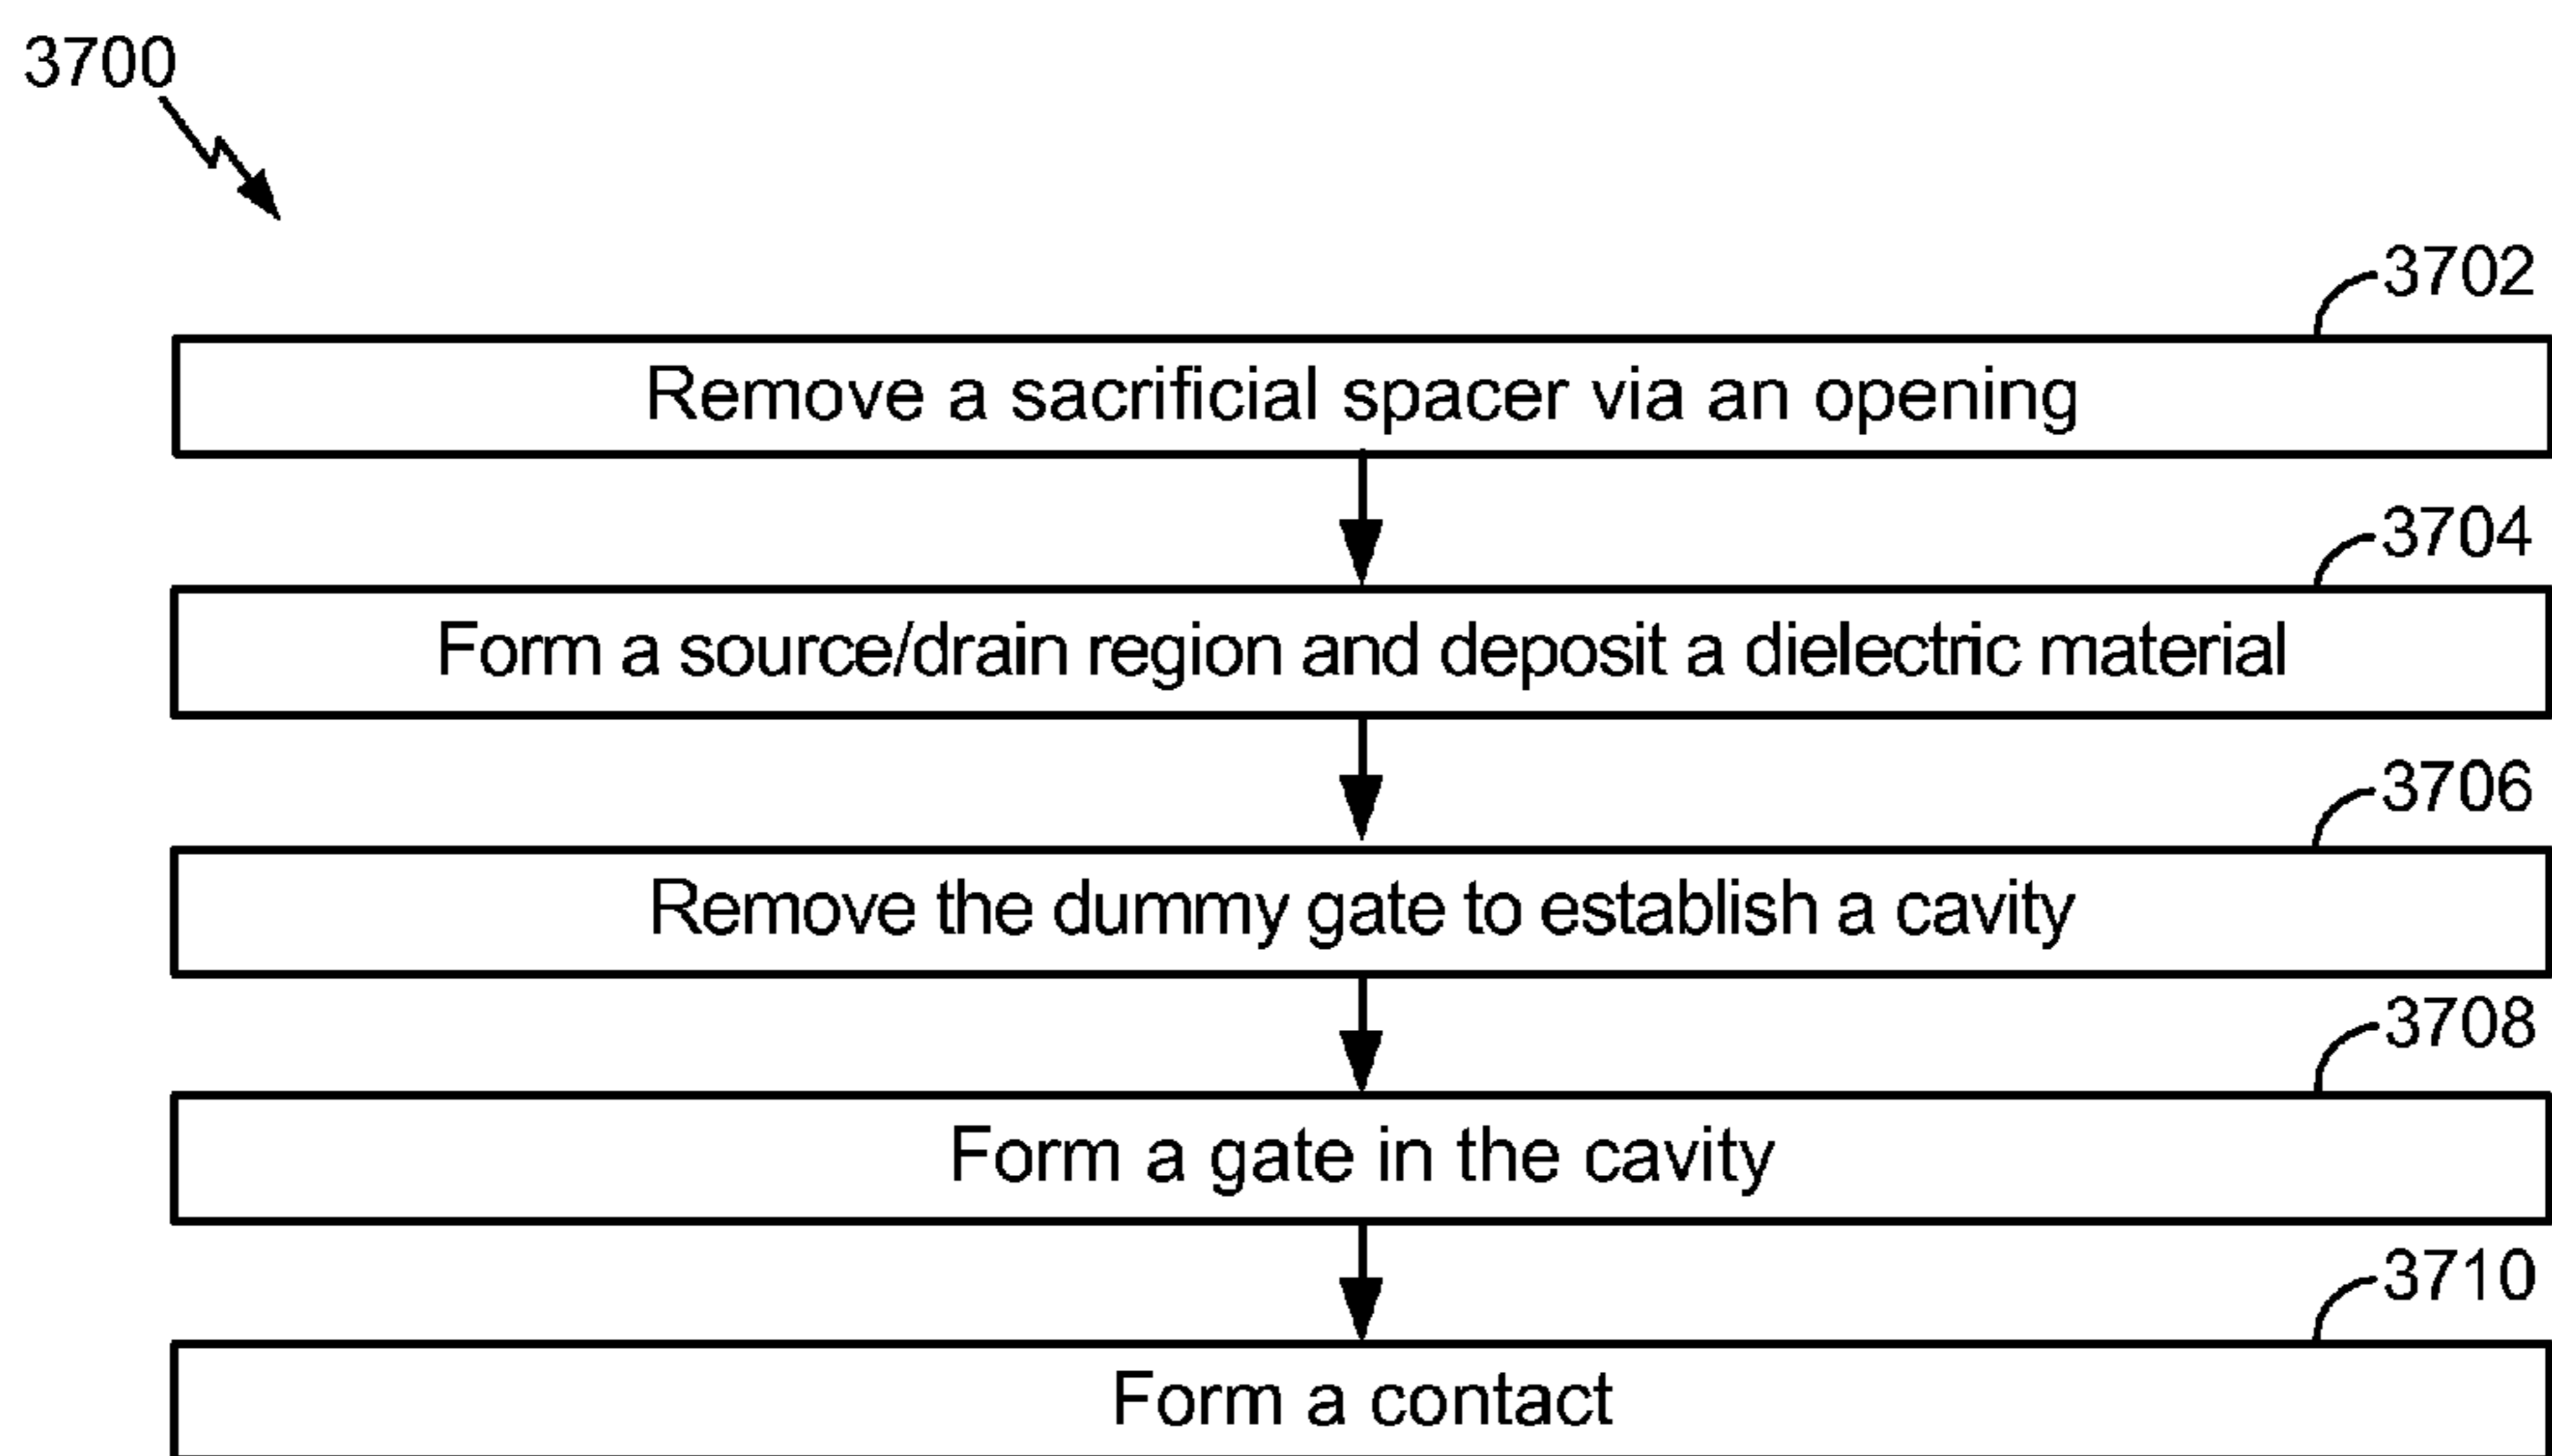 3700
3702
Remove a sacrificial spacer via an opening
3704
Form a source/drain region and deposit a dielectric material
3706
Remove the dummy gate to establish a cavity
3708
Form a gate in the cavity
3710
Form a contact